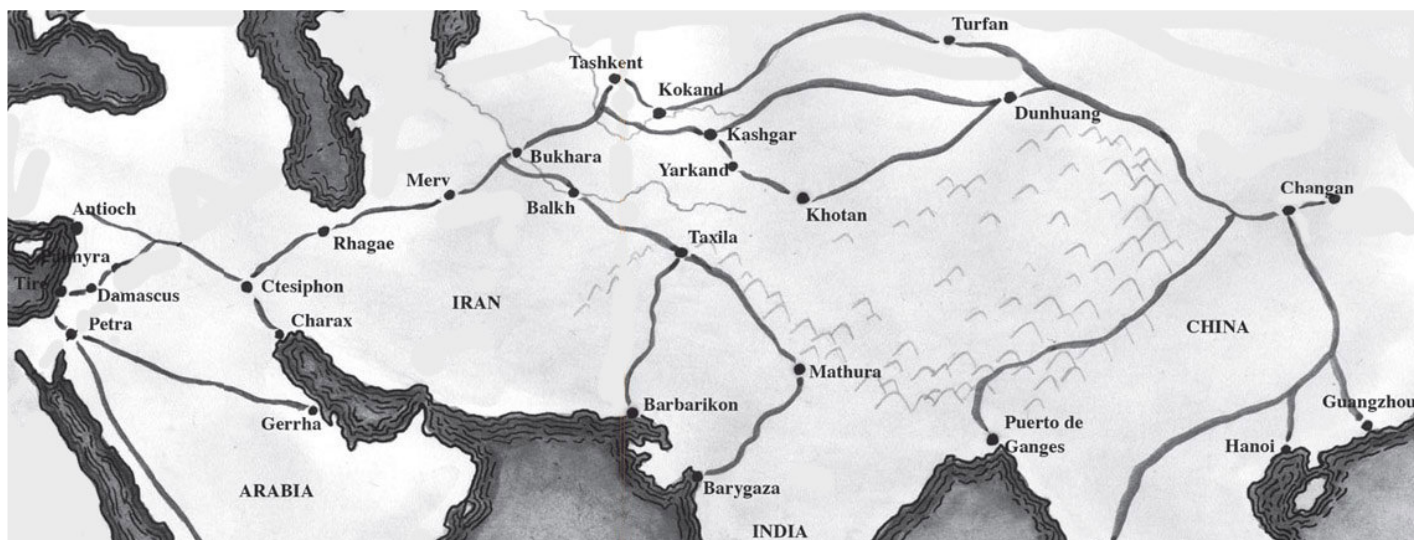 Turfan
Tashkent
Kokand
Dunhuang
Kashgar
Bukhara
Yarkand
Merv
Changan
Balkh
Khotan
Antioch
Taxila
Rhagae
Palmyra
Tire
Damascus
Ctesiphon
IRAN
Petra
Charax
CHINA
Mathura
Guangzhou
Barbarikon
Gerrha
Puerto de
Ganges
Hanoi
ARABIA
Barygaza
INDIA